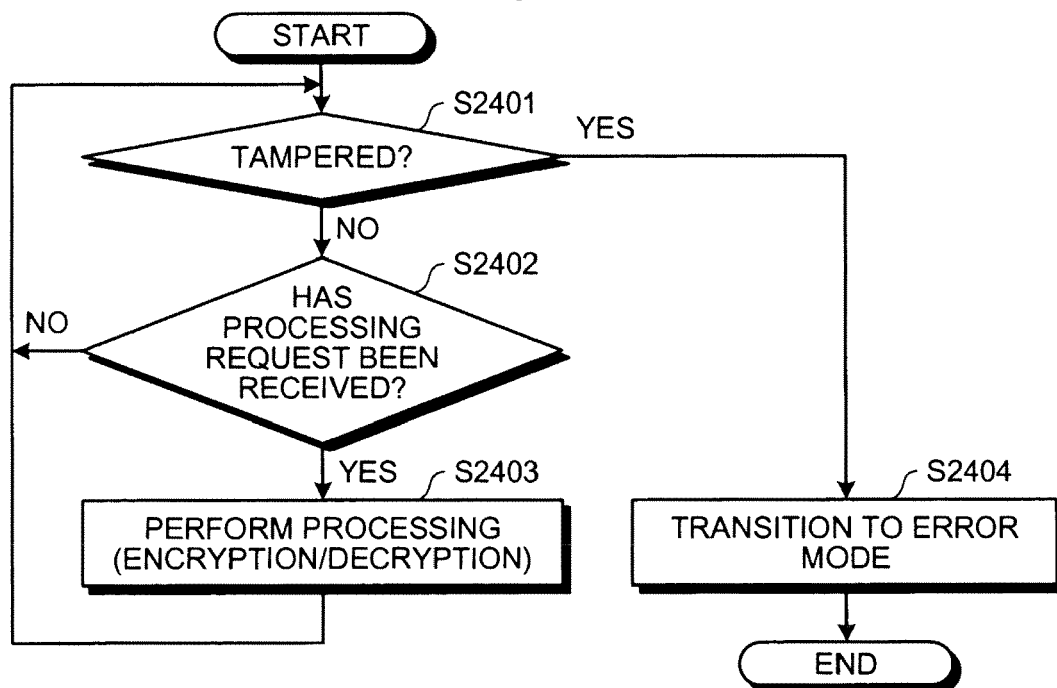 START
S2401
TAMPERED?
YES
NO
S2402
HAS
PROCESSING
REQUEST BEEN
RECEIVED?
NO
YES
S2403
PERFORM PROCESSING
(ENCRYPTION/DECRYPTION)
S2404
TRANSITION TO ERROR
MODE
END